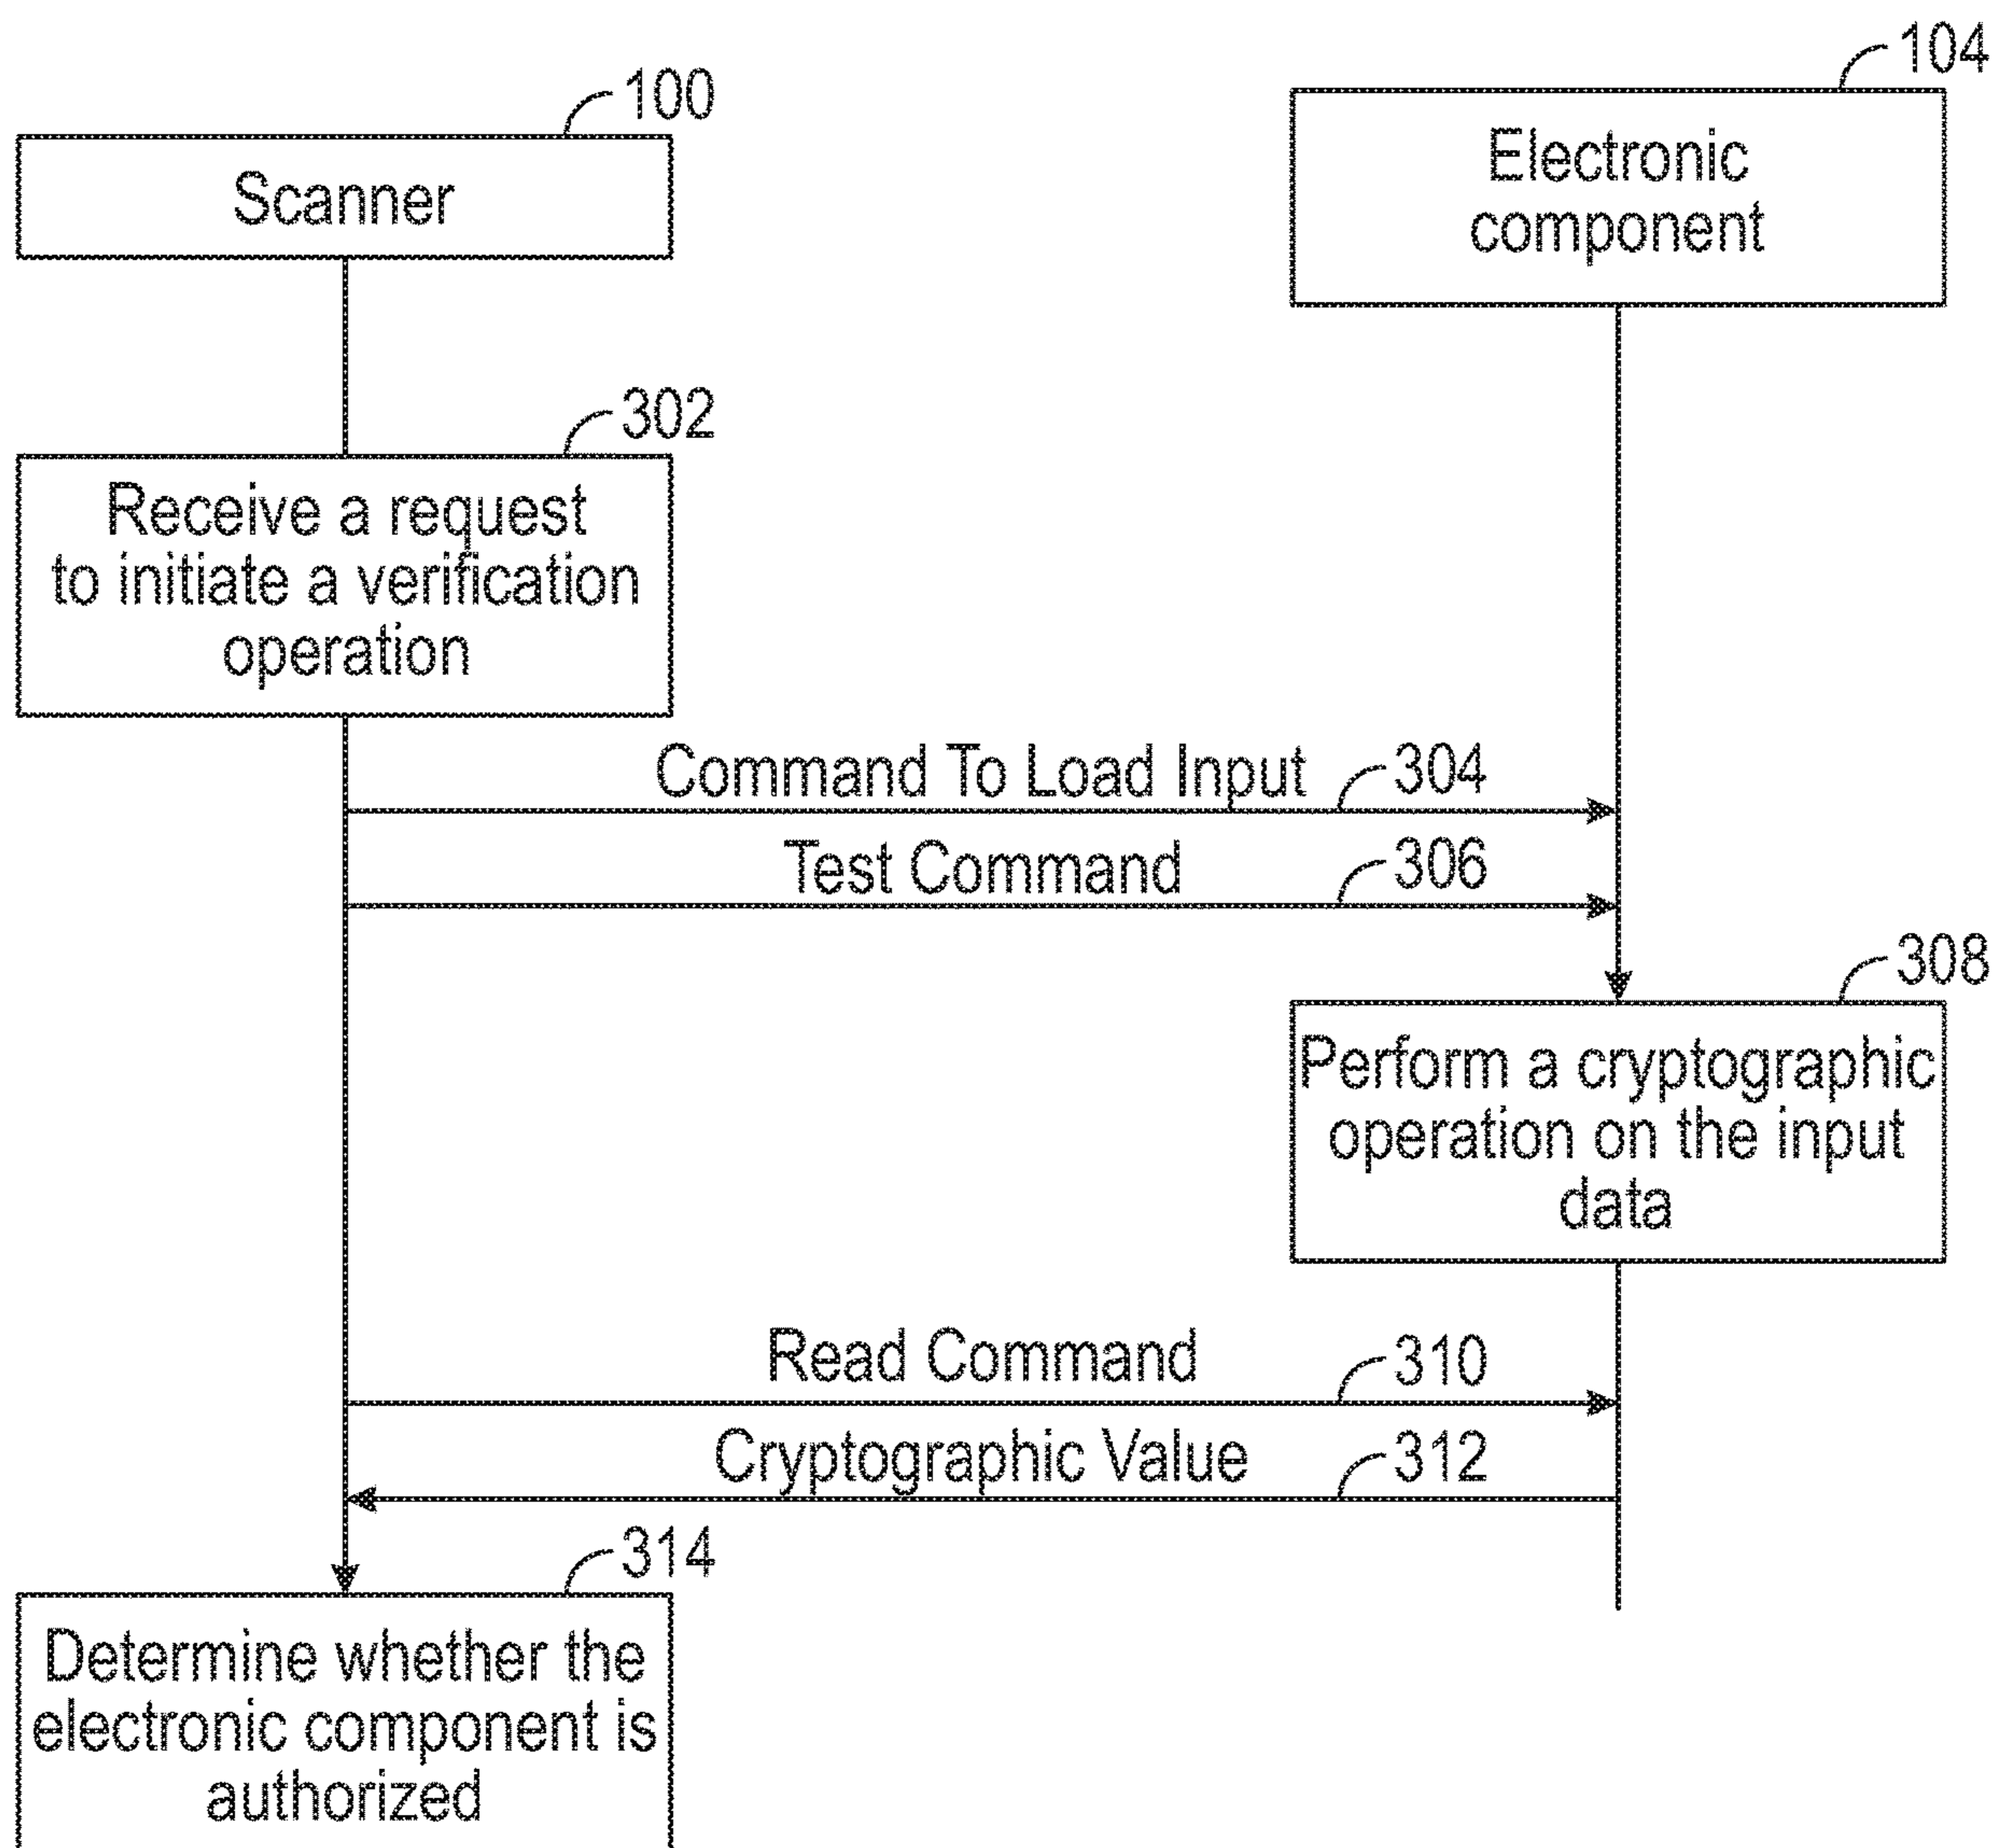 100
104
Scanner
Electronic
component
302
Receive a request
to initiate a verification
operation
Command To Load Input
304
Test Command
306
308
Perform a cryptographic
operation on the input
data
Read Command
310
Cryptographic Value
312
314
Determine whether the
electronic component is
authorized